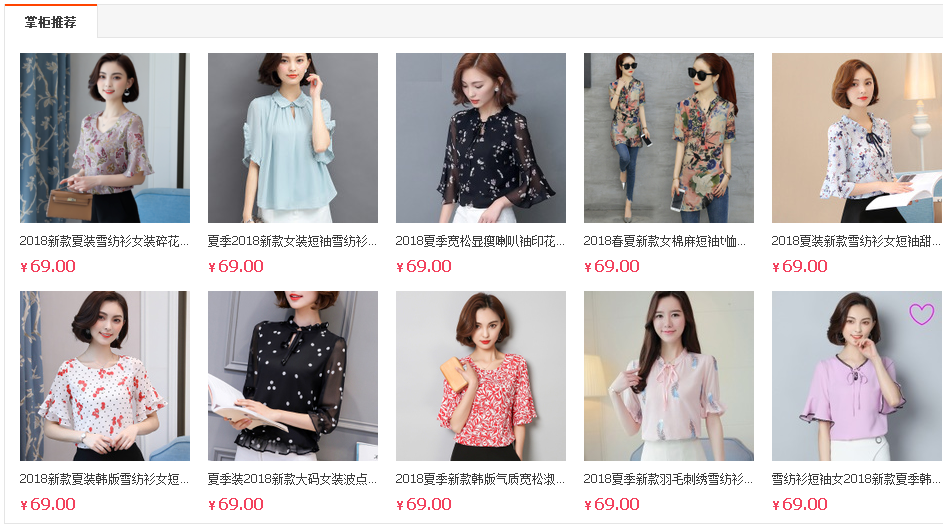 掌柜推荐
2018新款夏装雪纺衫女装碎花...
夏季2018新款女装短袖雪纺衫...
2018夏季宽松显瘦喇叭袖印花...
2018春夏新款女棉麻短袖t恤...
2018夏装新款雪纺衫女短袖甜...
¥69.00
¥69.00
¥69.00
¥69.00
¥69.00
2018新款夏装韩版雪纺衫女短...
夏季装2018新款大码女装波点...
2018夏季新款韩版气质宽松淑...
2018夏季新款羽毛刺绣雪纺衫...
雪纺衫短袖女2018新款夏季韩...
¥69.00
¥69.00
¥69.00
¥69.00
¥69.00